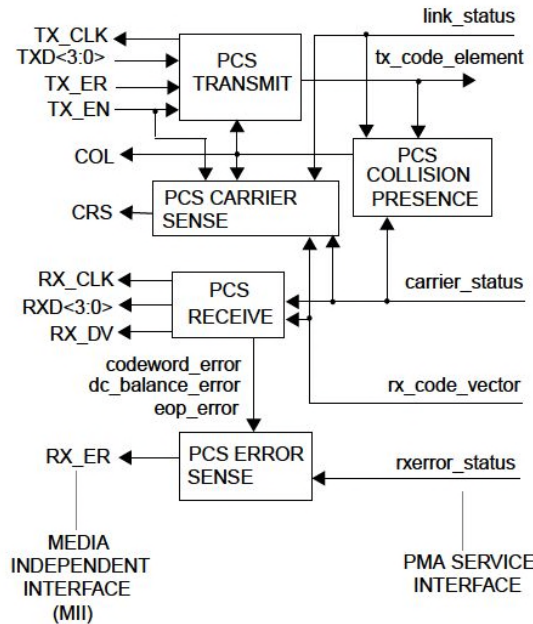 link_status
TX_CLK
TXD<3:0>
PCS
TRANSMIT
tx_code_element
TX_ER
TX_EN
COL
PCS
COLLISION
PRESENCE
PCS CARRIER
SENSE
CRS
RX_CLK
RXD<3:0>
RX_DV
PCS
RECEIVE
carrier_status
codeword_error
dc_balance_error
eop_error
rx_code_vector
RX_ER
PCS ERROR
SENSE
rxerror_status
MEDIA
INDEPENDENT
INTERFACE
(MII)
PMA SERVICE
INTERFACE